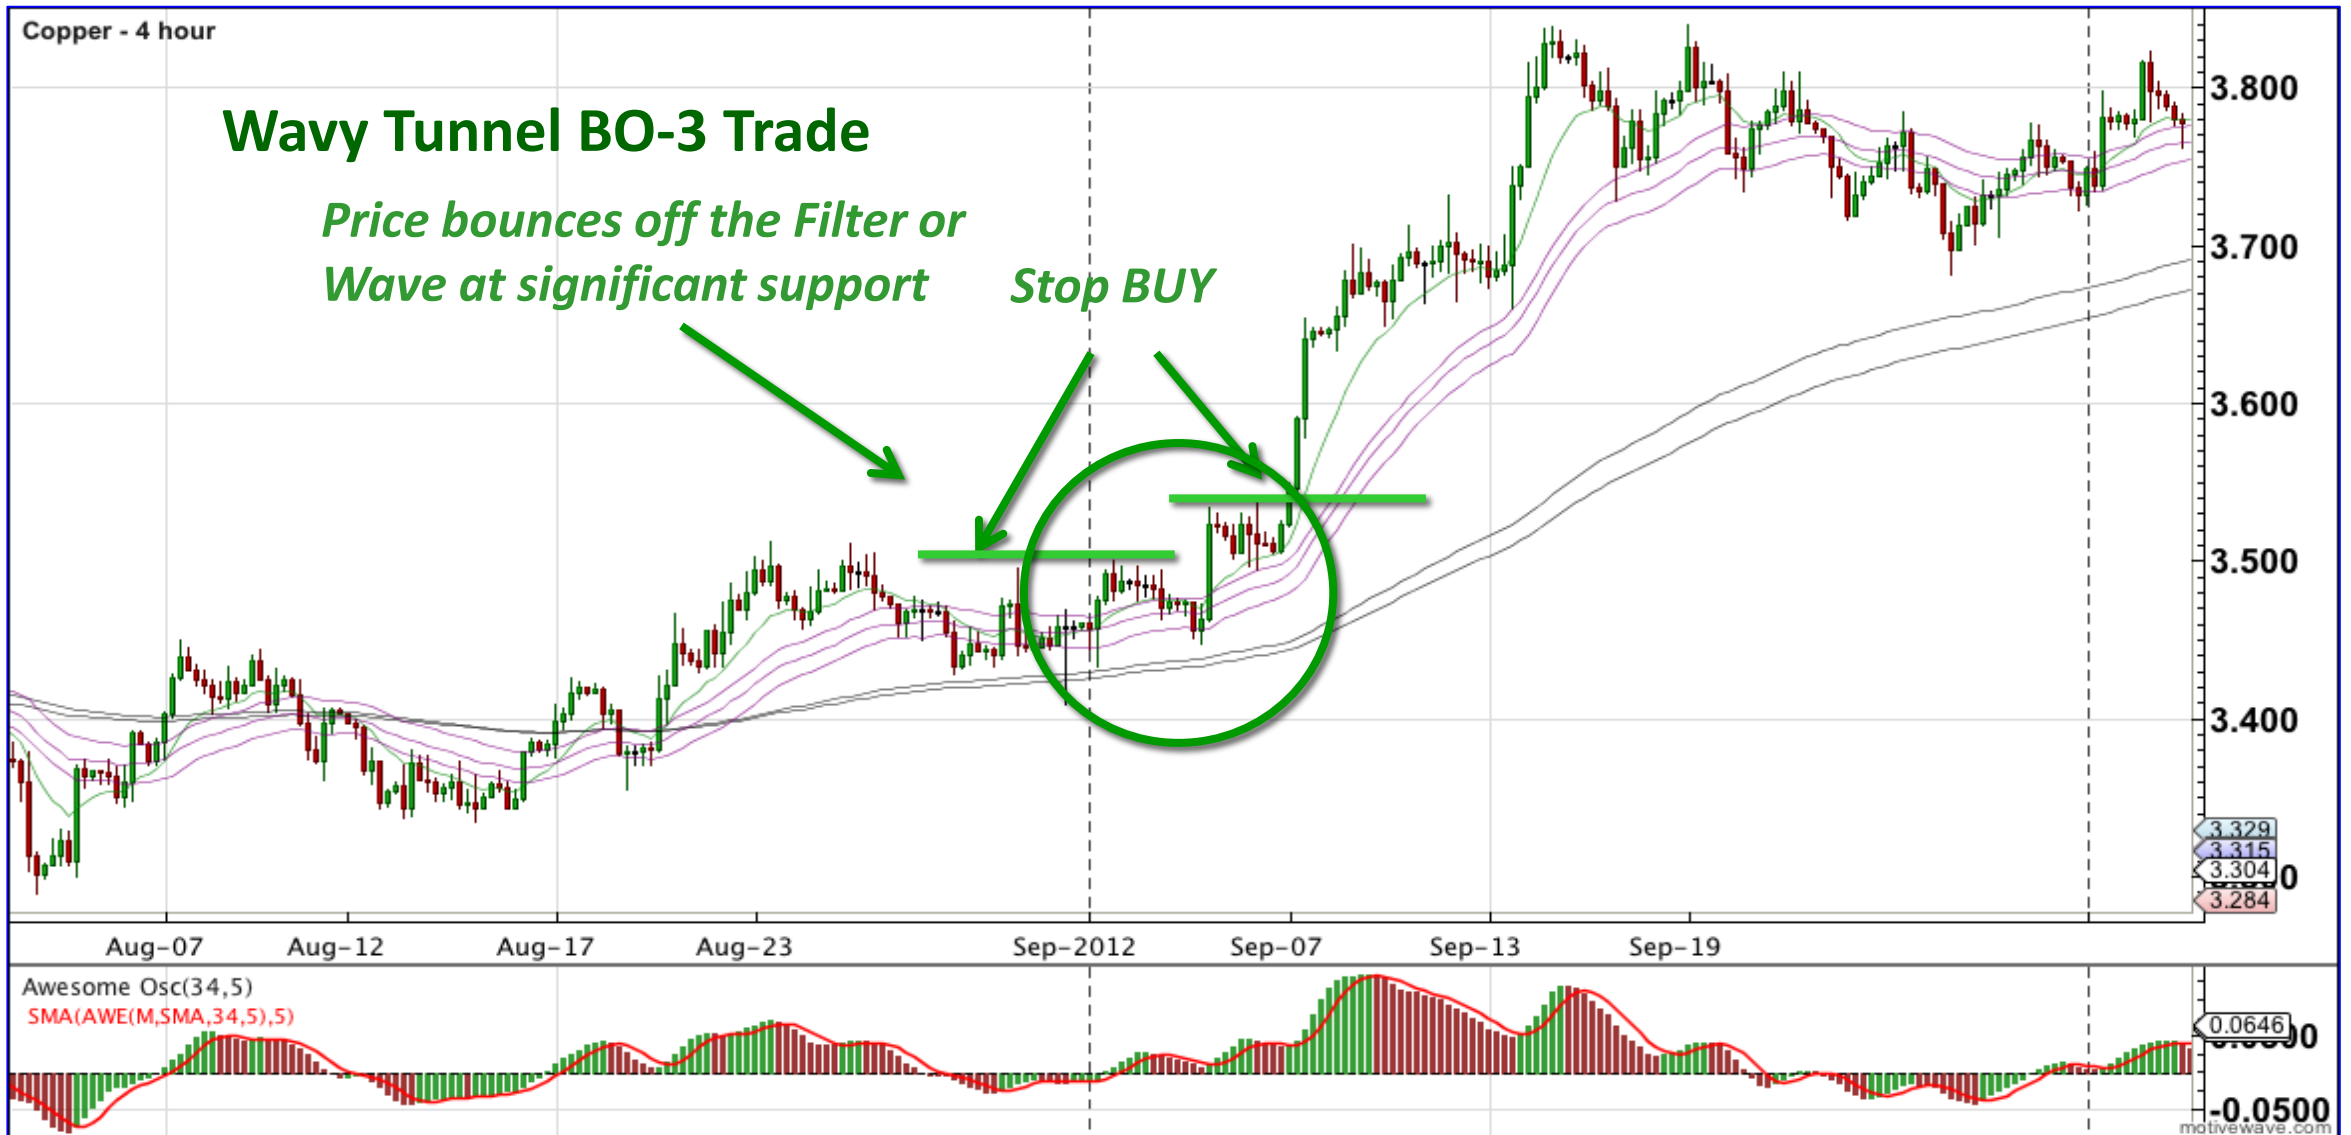 Copper - 4 hour
Wavy Tunnel BO-3 Trade
Price bounces off the Filter or
Wave at significant support
Stop BUY
3.800
3.700
3.600
3.500
3.400
3.329
3.315
3.304
3.284
Aug-07
Aug-12
Aug-17
Aug-23
Sep-2012
Sep-07
Sep-13
Sep-19
Awesome Osc(34,5)
SMA(AWE(M,SMA,34,5),5)
0.0646
-0.0500
motivewave.com